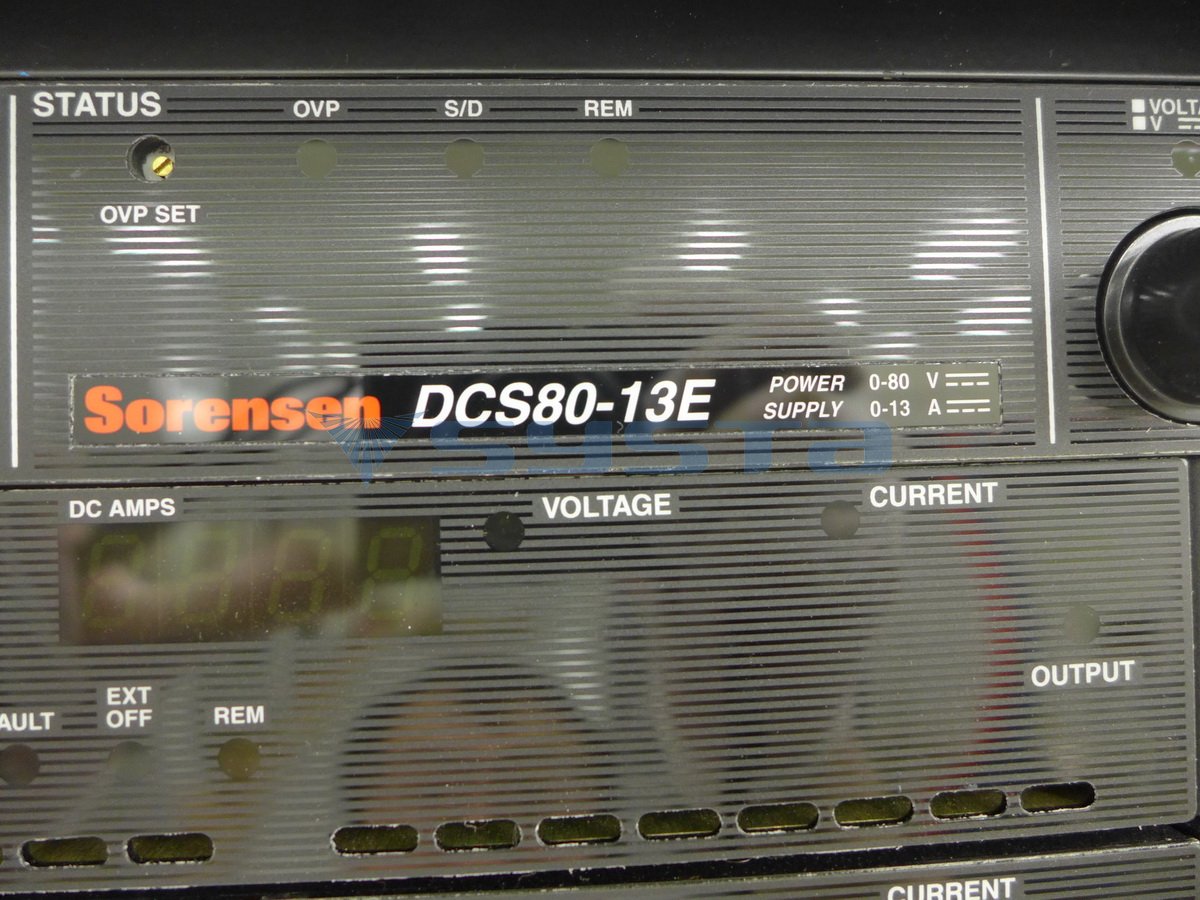 STATUS
OVP
S/D
REM
OVP SET
V
Sorensen
DCS80-13E
POWER 0-80 V
SUPPLY 0-13 A
systa
DC AMPS
VOLTAGE
CURRENT
OUTPUT
EXT
OFF
REM
CURRENT